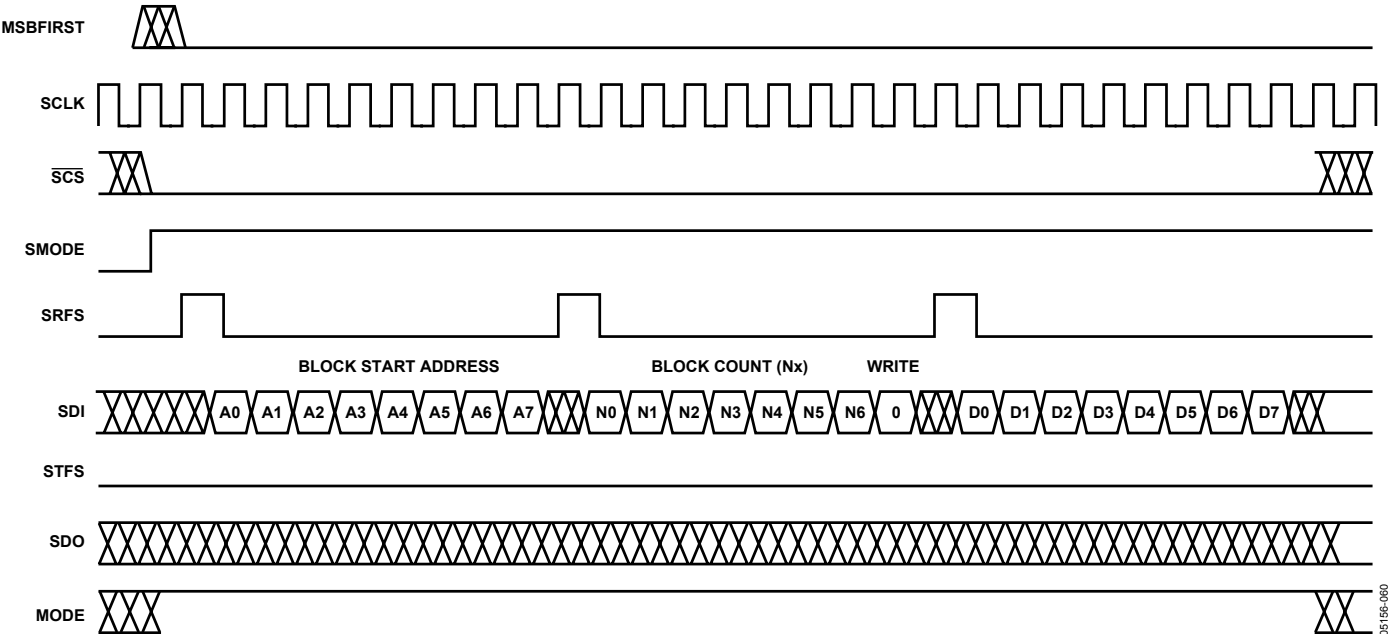 MSBFIRST
SCLK
SCS
SMODE
SRFS
BLOCK START ADDRESS BLOCK COUNT (Nx) WRITE
SDI A0 A1 A2 A3 A4 A5 A6 A7 N0 N1 N2 N3 N4 N5 N6 0 D0 D1 D2 D3 D4 D5 D6 D7
STFS
SDO
MODE
05156-060